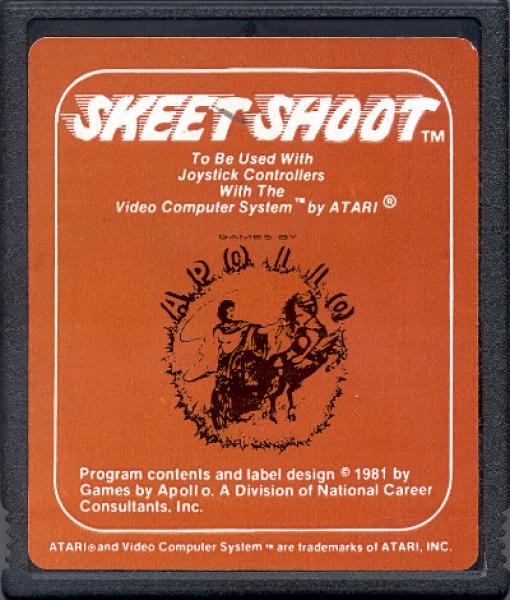 SKEET SHOOT™
To Be Used With
Joystick Controllers
With The
Video Computer System™ by ATARI®
GAMES BY
APOLLO
Program contents and label design © 1981 by
Games by Apollo. A Division of National Career
Consultants, Inc.
ATARI® and Video Computer System™ are trademarks of ATARI, INC.